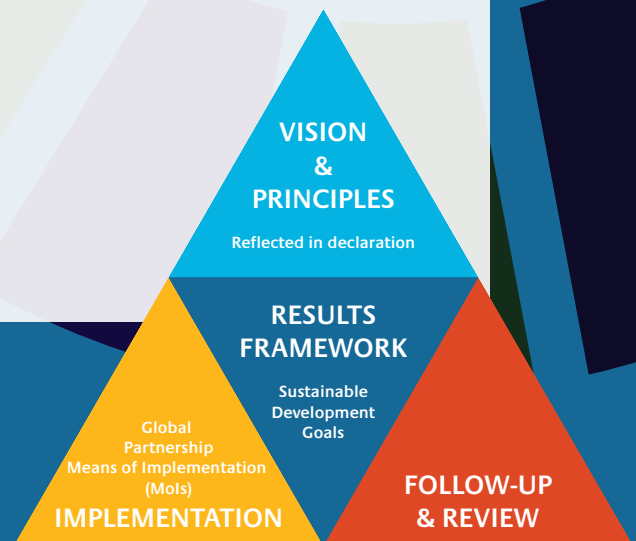 VISION
&
PRINCIPLES
Reflected in declaration
RESULTS
FRAMEWORK
Sustainable
Development
Goals
Global
Partnership
Means of Implementation
(MoIs)
IMPLEMENTATION
FOLLOW-UP
& REVIEW